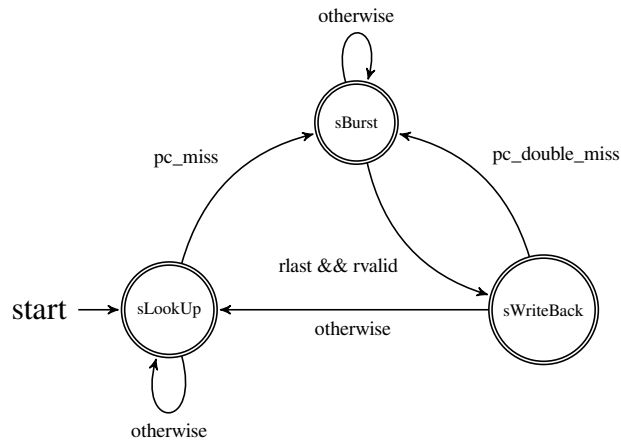 otherwise
sBurst
pc_miss
pc_double_miss
rlast && rvalid
start
sLookUp
sWriteBack
otherwise
otherwise